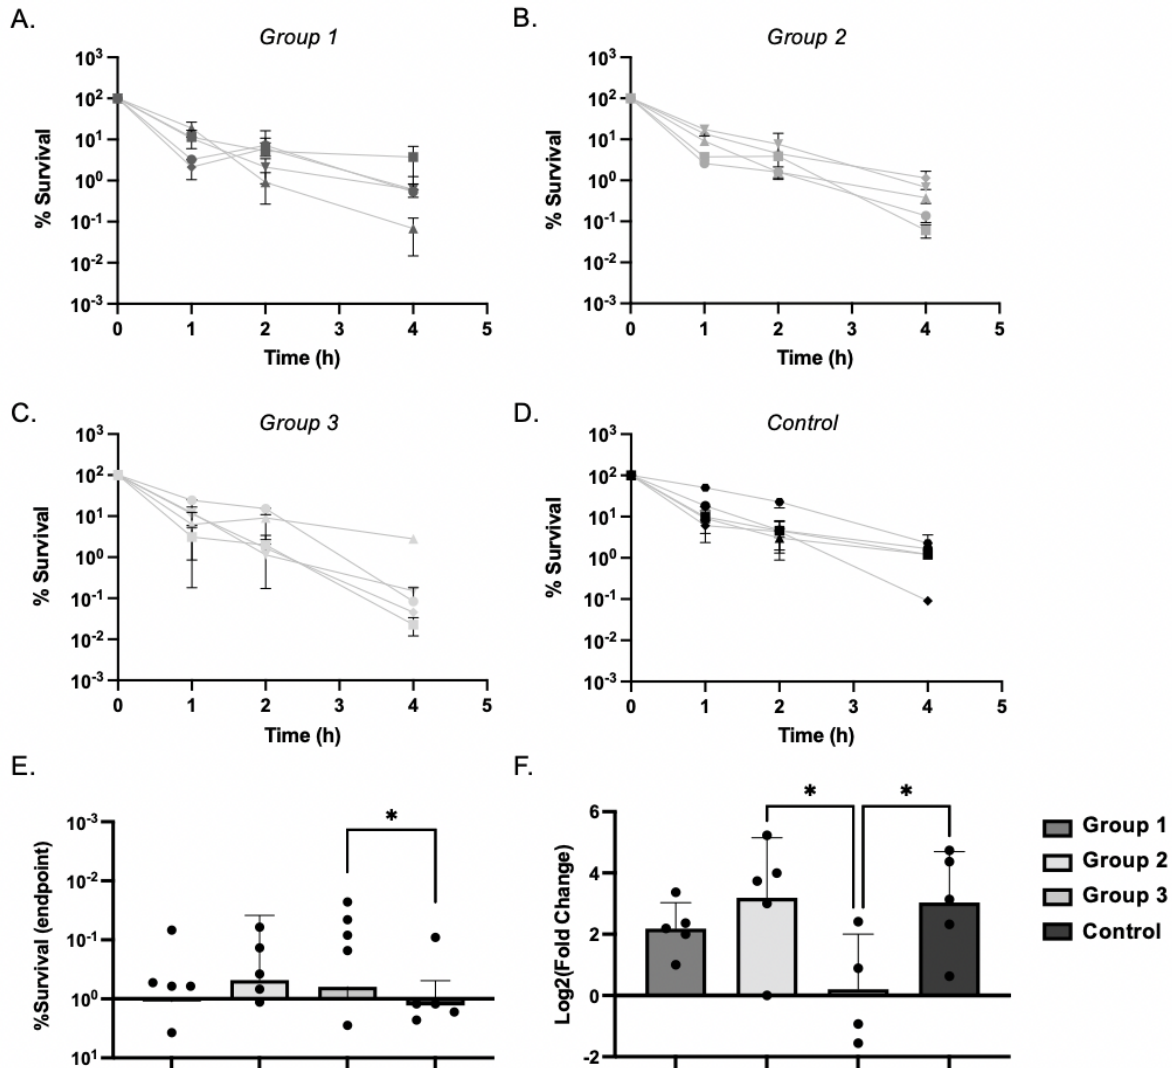 A.
Group 1
10³
10²
10¹
10⁰
10⁻¹
10⁻²
10⁻³
% Survival
0 1 2 3 4 5
Time (h)
B.
Group 2
10³
10²
10¹
10⁰
10⁻¹
10⁻²
10⁻³
% Survival
0 1 2 3 4 5
Time (h)
C.
Group 3
10³
10²
10¹
10⁰
10⁻¹
10⁻²
10⁻³
% Survival
0 1 2 3 4 5
Time (h)
D.
Control
10³
10²
10¹
10⁰
10⁻¹
10⁻²
10⁻³
% Survival
0 1 2 3 4 5
Time (h)
E.
10⁻³
10⁻²
10⁻¹
10⁰
10¹
%Survival (endpoint)
*
F.
6
4
2
0
-2
Log2(Fold Change)
* *
Group 1
Group 2
Group 3
Control